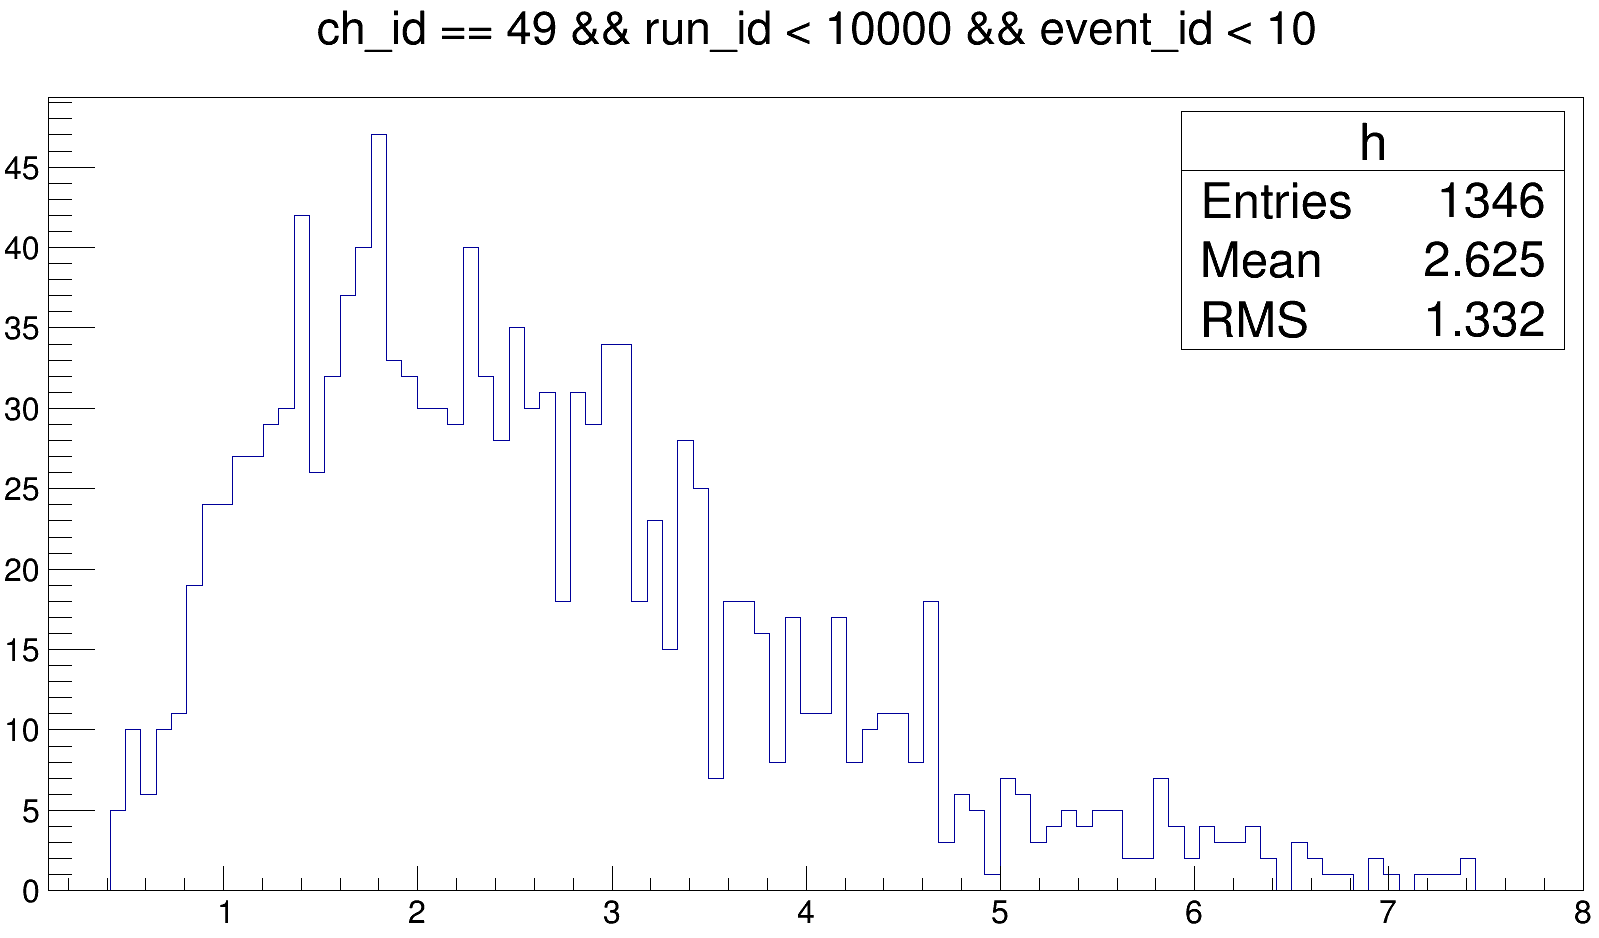 ch_id == 49 && run_id < 10000 && event_id < 10
h
Entries 1346
Mean 2.625
RMS 1.332
45
40
35
30
25
20
15
10
5
0
1 2 3 4 5 6 7 8